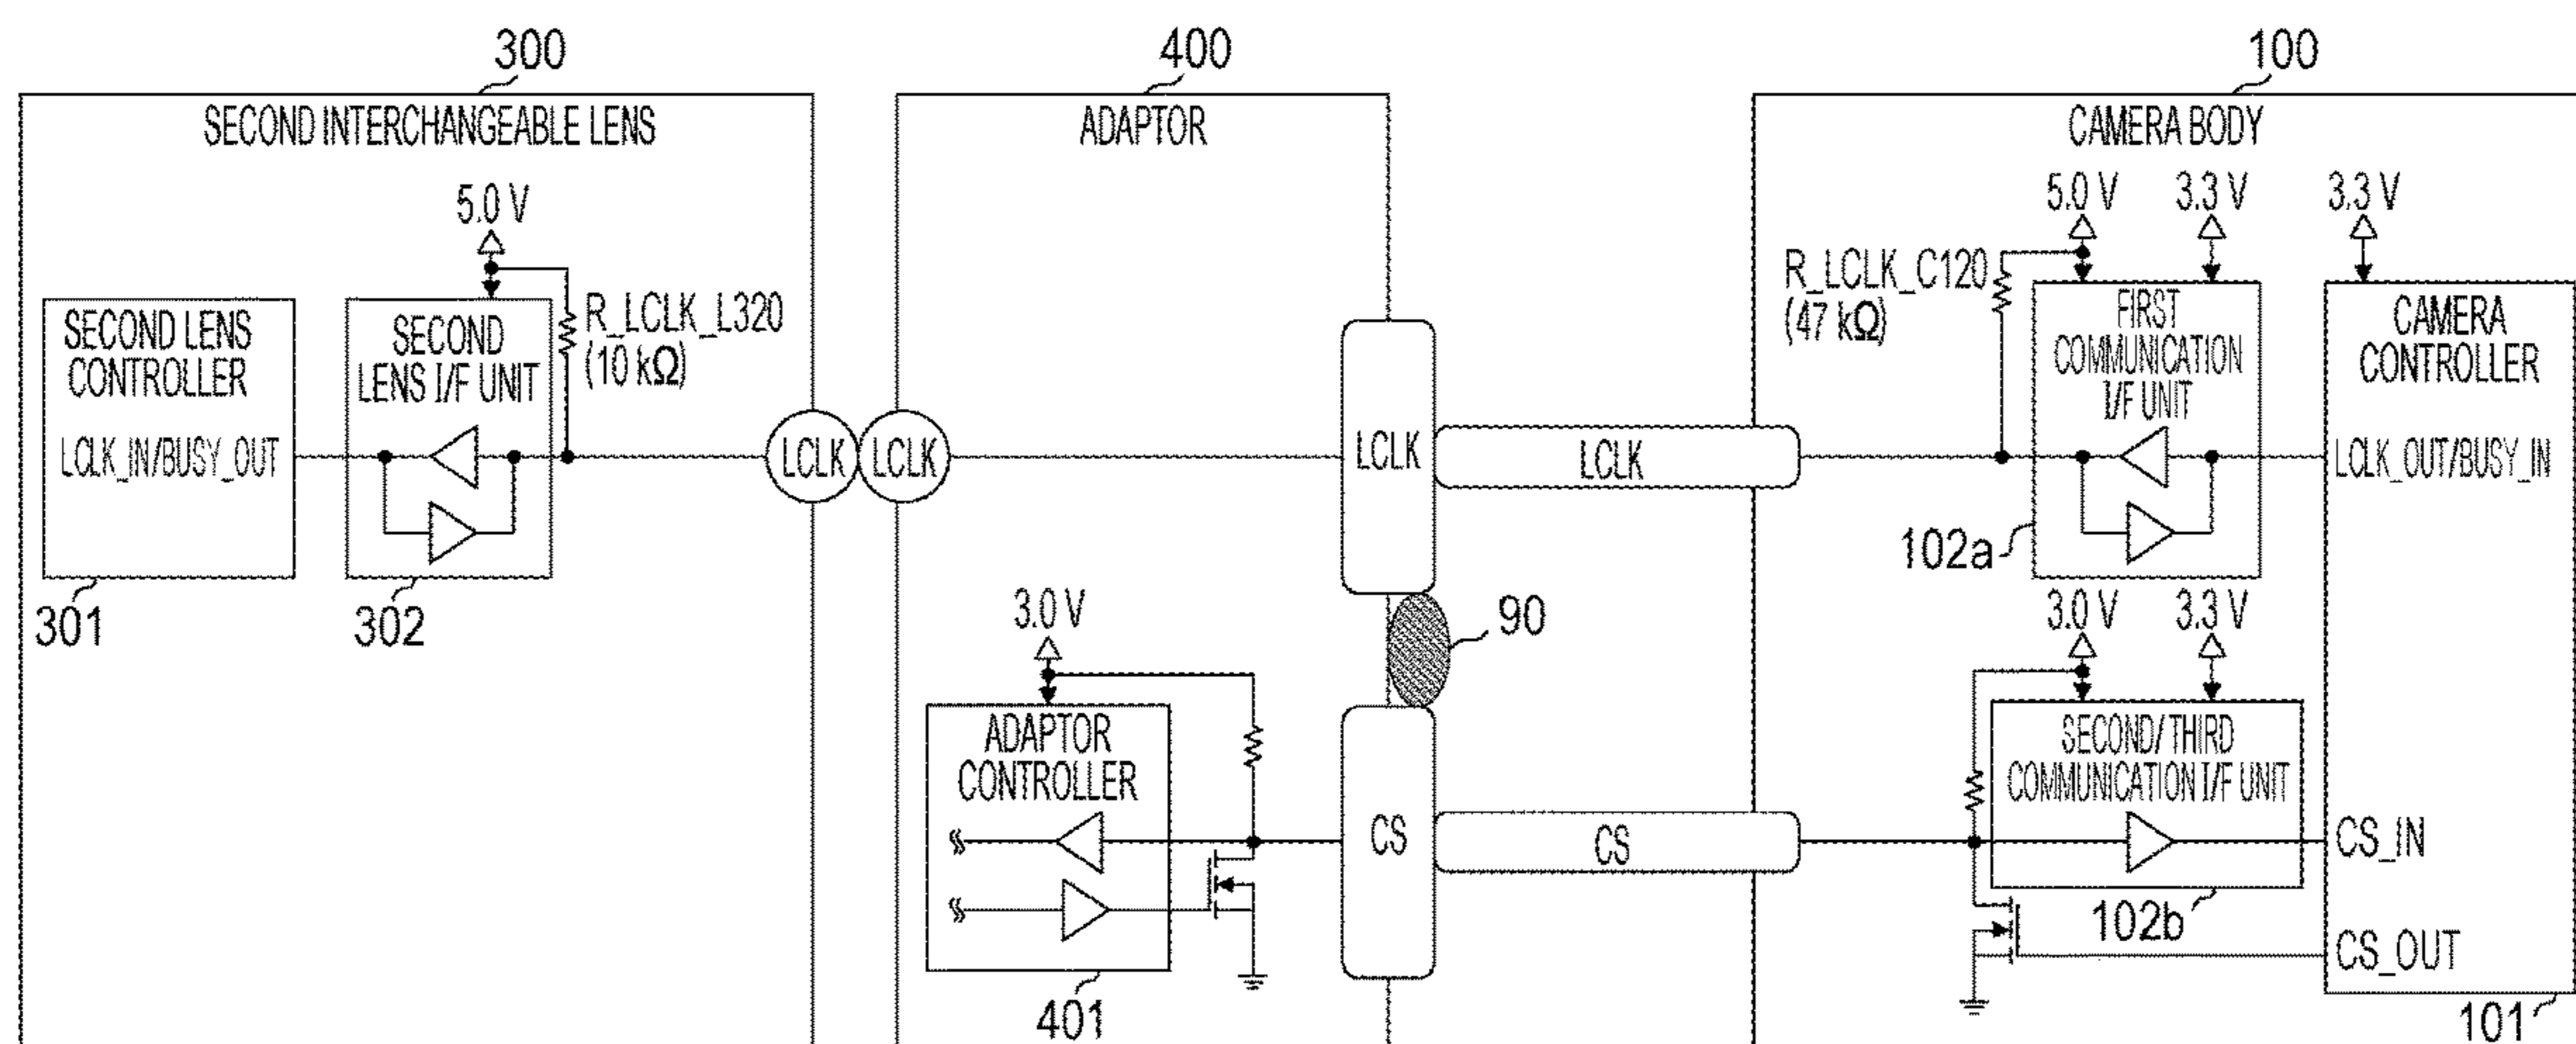 300
400
100
SECOND INTERCHANGEABLE LENS
ADAPTOR
CAMERA BODY
5.0 V
5.0 V
3.3 V
3.3 V
SECOND LENS
CONTROLLER
LCLK_IN/BUSY_OUT
301
SECOND
LENS I/F UNIT
302
R_LCLK_L320
(10 kΩ)
LCLK
LCLK
LCLK
LCLK
R_LCLK_C120
(47 kΩ)
FIRST
COMMUNICATION
I/F UNIT
102a
CAMERA
CONTROLLER
LCLK_OUT/BUSY_IN
90
3.0 V
ADAPTOR
CONTROLLER
401
CS
CS
3.0 V
3.3 V
SECOND/THIRD
COMMUNICATION I/F UNIT
102b
CS_IN
CS_OUT
101